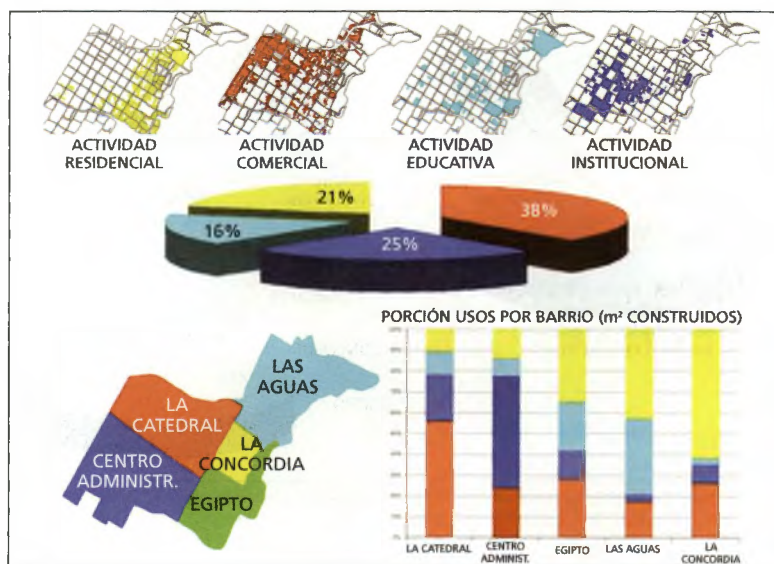 ACTIVIDAD
RESIDENCIAL
ACTIVIDAD
COMERCIAL
ACTIVIDAD
EDUCATIVA
ACTIVIDAD
INSTITUCIONAL
21%
38%
16%
25%
PORCIÓN USOS POR BARRIO (m² CONSTRUIDOS)
LAS
AGUAS
LA
CATEDRAL
LA
CONCORDIA
CENTRO
ADMINISTR.
EGIPTO
LA CATEDRAL
CENTRO
ADMINIST.
EGIPTO
LAS AGUAS
LA
CONCORDIA